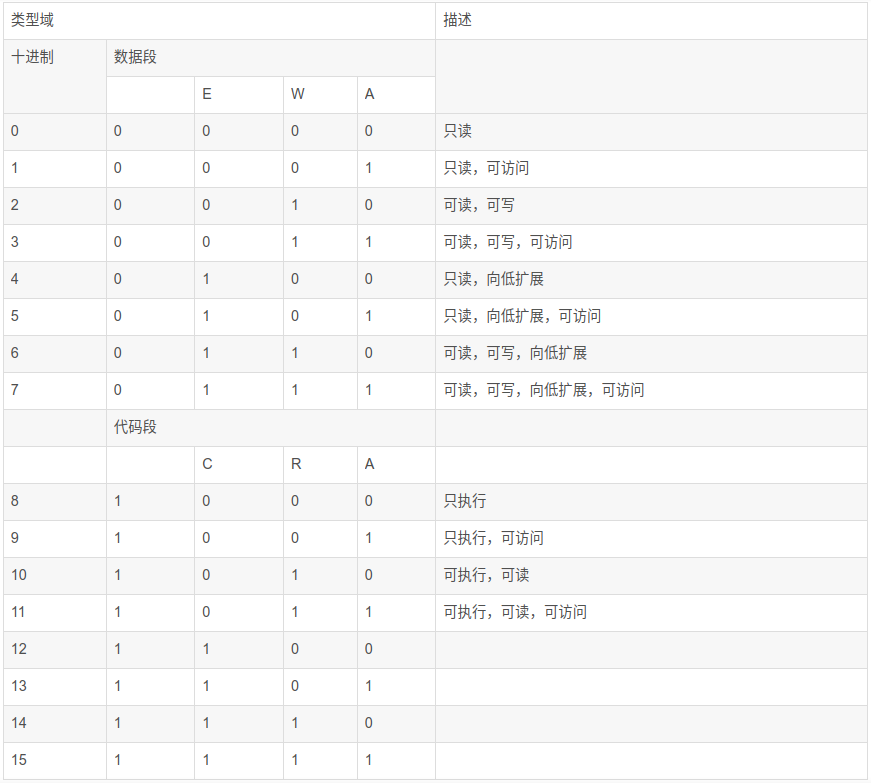 类型域 描述
十进制 数据段
E W A
0 0 0 0 0 只读
1 0 0 0 1 只读，可访问
2 0 0 1 0 可读，可写
3 0 0 1 1 可读，可写，可访问
4 0 1 0 0 只读，向低扩展
5 0 1 0 1 只读，向低扩展，可访问
6 0 1 1 0 可读，可写，向低扩展
7 0 1 1 1 可读，可写，向低扩展，可访问
代码段
C R A
8 1 0 0 0 只执行
9 1 0 0 1 只执行，可访问
10 1 0 1 0 可执行，可读
11 1 0 1 1 可执行，可读，可访问
12 1 1 0 0
13 1 1 0 1
14 1 1 1 0
15 1 1 1 1